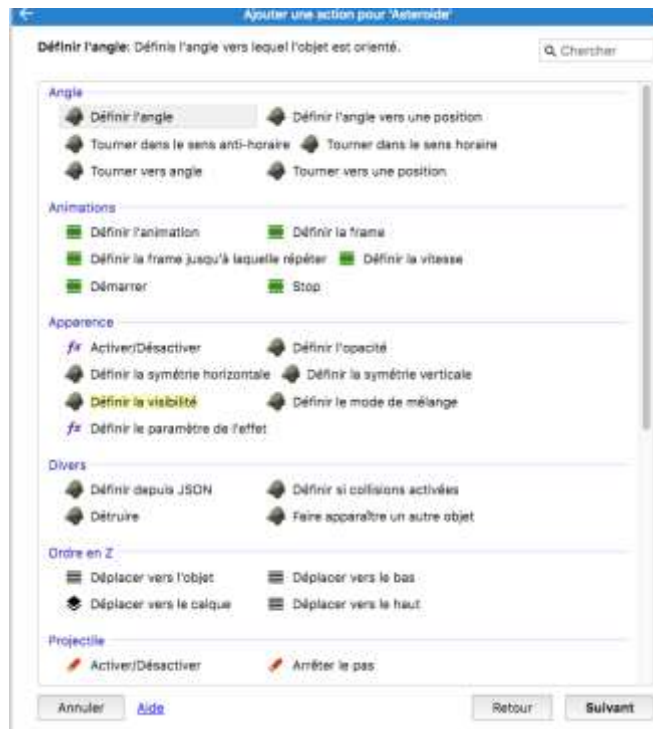 Ajouter une action pour 'Asteroide'
Définir l'angle: Définis l'angle vers lequel l'objet est orienté.
Chercher
Angle
Définir l'angle Définir l'angle vers une position
Tourner dans le sens anti-horaire Tourner dans le sens horaire
Tourner vers angle Tourner vers une position
Animations
Définir l'animation Définir la frame
Définir la frame jusqu'à laquelle répéter Définir la vitesse
Démarrer Stop
Apparence
fx Activer/Désactiver Définir l'opacité
Définir la symétrie horizontale Définir la symétrie verticale
Définir la visibilité Définir le mode de mélange
fx Définir le paramètre de l'effet
Divers
Définir depuis JSON Définir si collisions activées
Détruire Faire apparaître un autre objet
Ordre en Z
Déplacer vers l'objet Déplacer vers le bas
Déplacer vers le calque Déplacer vers le haut
Projectile
Activer/Désactiver Arrêter le pas
Annuler Aide Retour Suivant